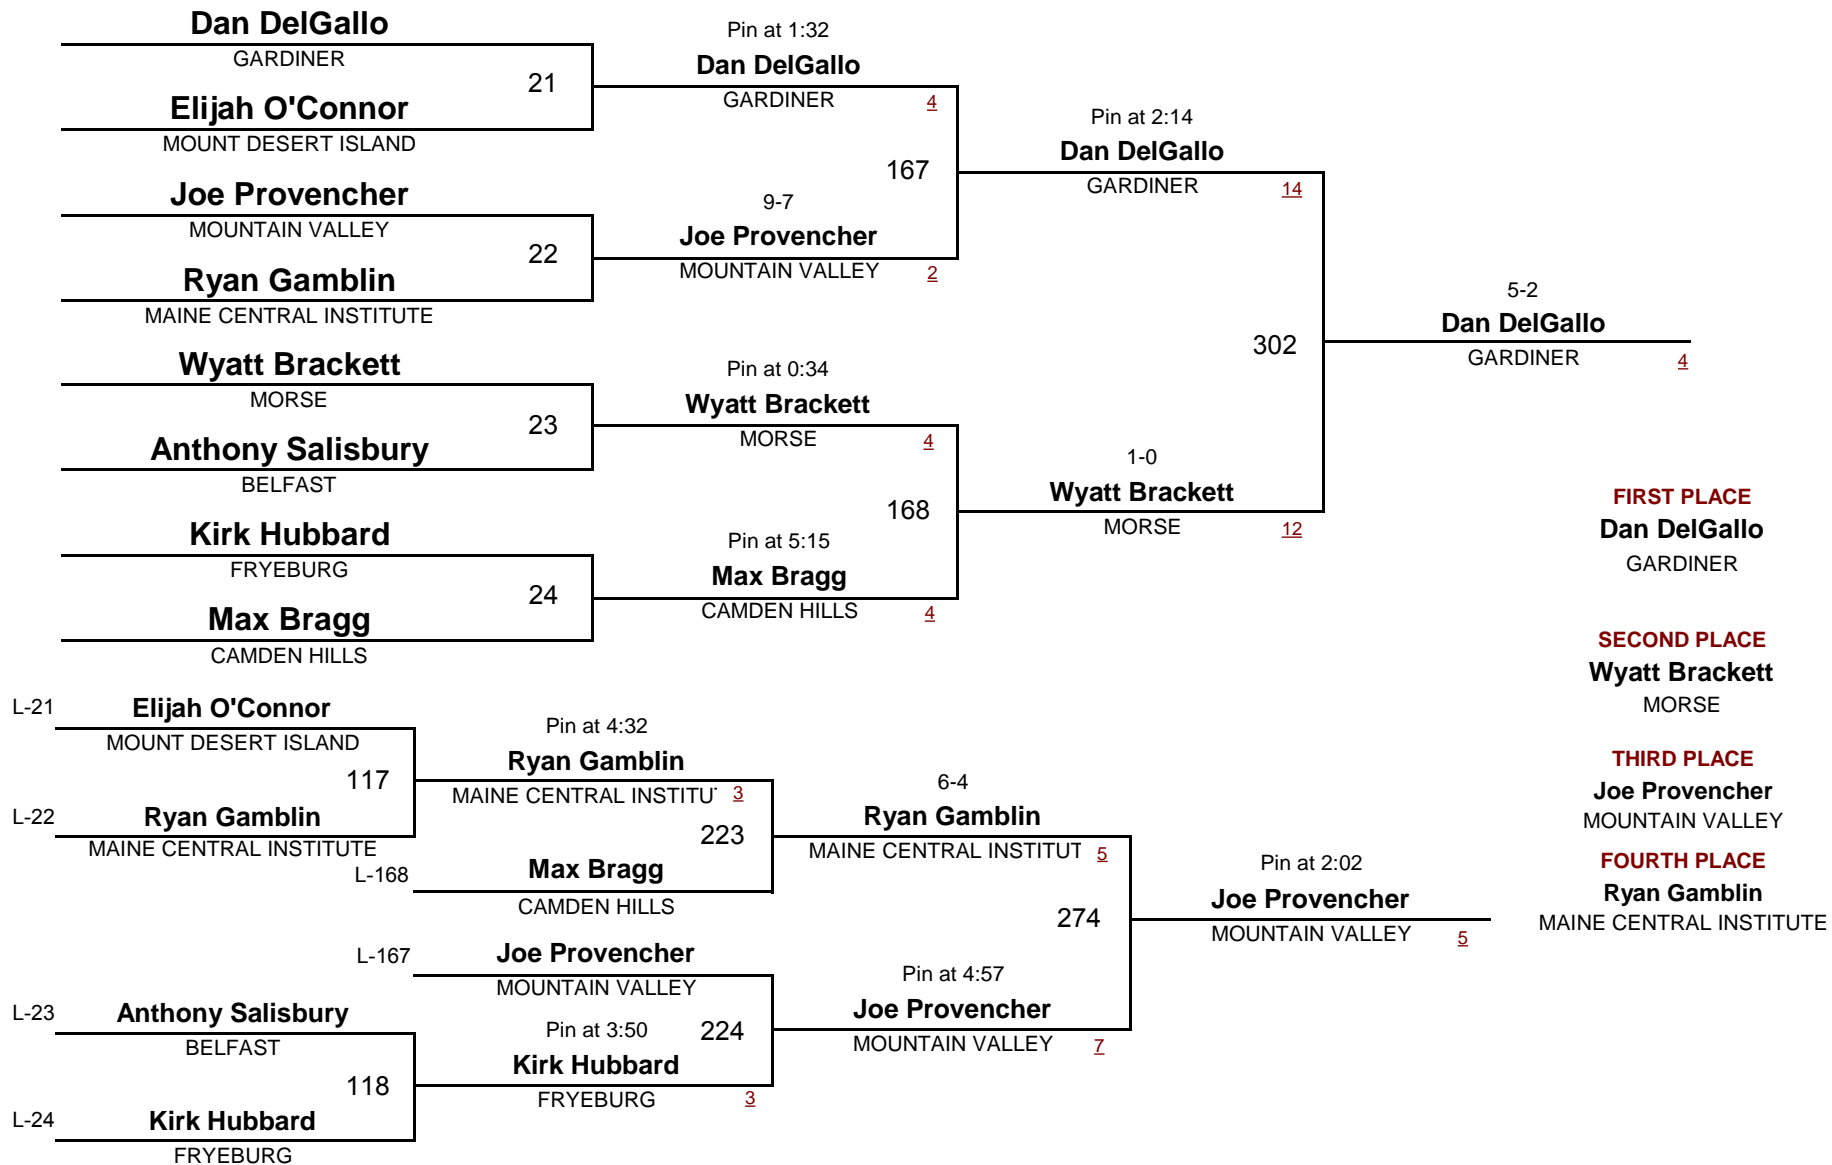 Dan DelGallo
GARDINER
21
Elijah O'Connor
MOUNT DESERT ISLAND
Joe Provencher
MOUNTAIN VALLEY
22
Ryan Gamblin
MAINE CENTRAL INSTITUTE
Wyatt Brackett
MORSE
23
Anthony Salisbury
BELFAST
Kirk Hubbard
FRYEBURG
24
Max Bragg
CAMDEN HILLS
Pin at 1:32
Dan DelGallo
GARDINER 4
167
9-7
Joe Provencher
MOUNTAIN VALLEY 2
Pin at 0:34
Wyatt Brackett
MORSE 4
168
Pin at 5:15
Max Bragg
CAMDEN HILLS 4
Pin at 2:14
Dan DelGallo
GARDINER 14
302
1-0
Wyatt Brackett
MORSE 12
5-2
Dan DelGallo
GARDINER 4
FIRST PLACE
Dan DelGallo
GARDINER
SECOND PLACE
Wyatt Brackett
MORSE
THIRD PLACE
Joe Provencher
MOUNTAIN VALLEY
FOURTH PLACE
Ryan Gamblin
MAINE CENTRAL INSTITUTE
L-21 Elijah O'Connor
MOUNT DESERT ISLAND
117
L-22 Ryan Gamblin
MAINE CENTRAL INSTITUTE
L-23 Anthony Salisbury
BELFAST
118
L-24 Kirk Hubbard
FRYEBURG
Pin at 4:32
Ryan Gamblin
MAINE CENTRAL INSTITU 3
223
L-168 Max Bragg
CAMDEN HILLS
L-167 Joe Provencher
MOUNTAIN VALLEY
Pin at 3:50 224
Kirk Hubbard
FRYEBURG 3
6-4
Ryan Gamblin
MAINE CENTRAL INSTITUT 5
274
Pin at 4:57
Joe Provencher
MOUNTAIN VALLEY 7
Pin at 2:02
Joe Provencher
MOUNTAIN VALLEY 5